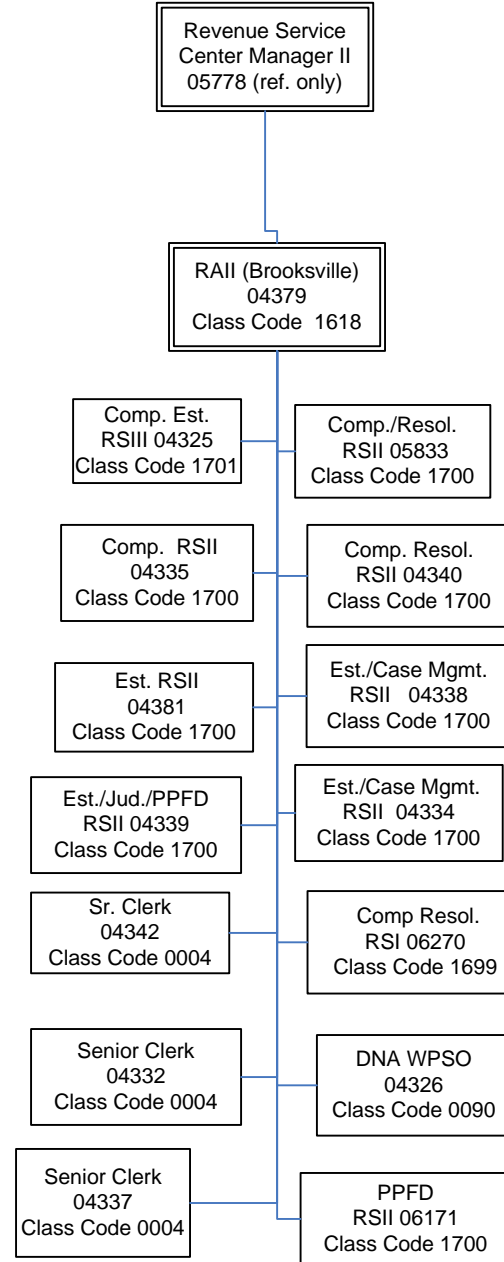 Revenue Service
Center Manager II
05778 (ref. only)
RAII (Brooksville)
04379
Class Code 1618
Comp. Est.
RSIII 04325
Class Code 1701
Comp./Resol.
RSII 05833
Class Code 1700
Comp. RSII
04335
Class Code 1700
Comp. Resol.
RSII 04340
Class Code 1700
Est. RSII
04381
Class Code 1700
Est./Case Mgmt.
RSII 04338
Class Code 1700
Est./Jud./PPFD
RSII 04339
Class Code 1700
Est./Case Mgmt.
RSII 04334
Class Code 1700
Sr. Clerk
04342
Class Code 0004
Comp Resol.
RSI 06270
Class Code 1699
Senior Clerk
04332
Class Code 0004
DNA WPSO
04326
Class Code 0090
Senior Clerk
04337
Class Code 0004
PPFD
RSII 06171
Class Code 1700